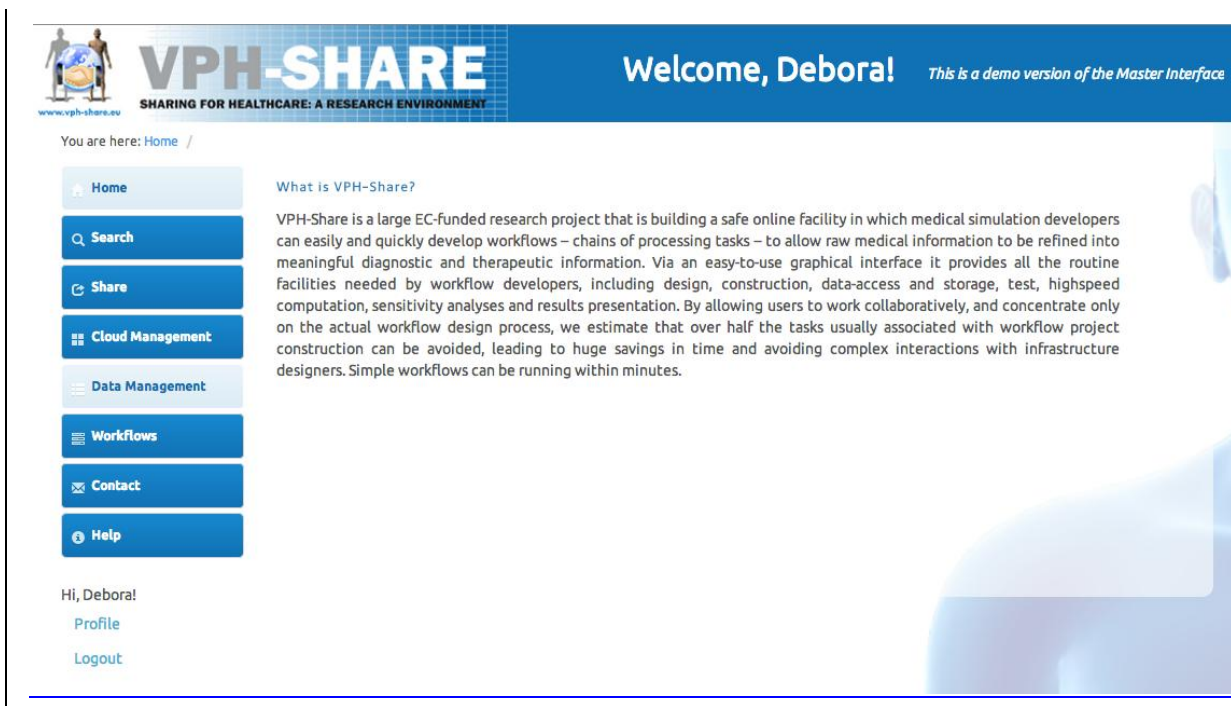 VPH-SHARE
SHARING FOR HEALTHCARE: A RESEARCH ENVIRONMENT
www.vph-share.eu
Welcome, Debora!
This is a demo version of the Master Interface
You are here: Home /
Home
Search
Share
Cloud Management
Data Management
Workflows
Contact
Help
Hi, Debora!
Profile
Logout
What is VPH-Share?
VPH-Share is a large EC-funded research project that is building a safe online facility in which medical simulation developers
can easily and quickly develop workflows – chains of processing tasks – to allow raw medical information to be refined into
meaningful diagnostic and therapeutic information. Via an easy-to-use graphical interface it provides all the routine
facilities needed by workflow developers, including design, construction, data-access and storage, test, highspeed
computation, sensitivity analyses and results presentation. By allowing users to work collaboratively, and concentrate only
on the actual workflow design process, we estimate that over half the tasks usually associated with workflow project
construction can be avoided, leading to huge savings in time and avoiding complex interactions with infrastructure
designers. Simple workflows can be running within minutes.